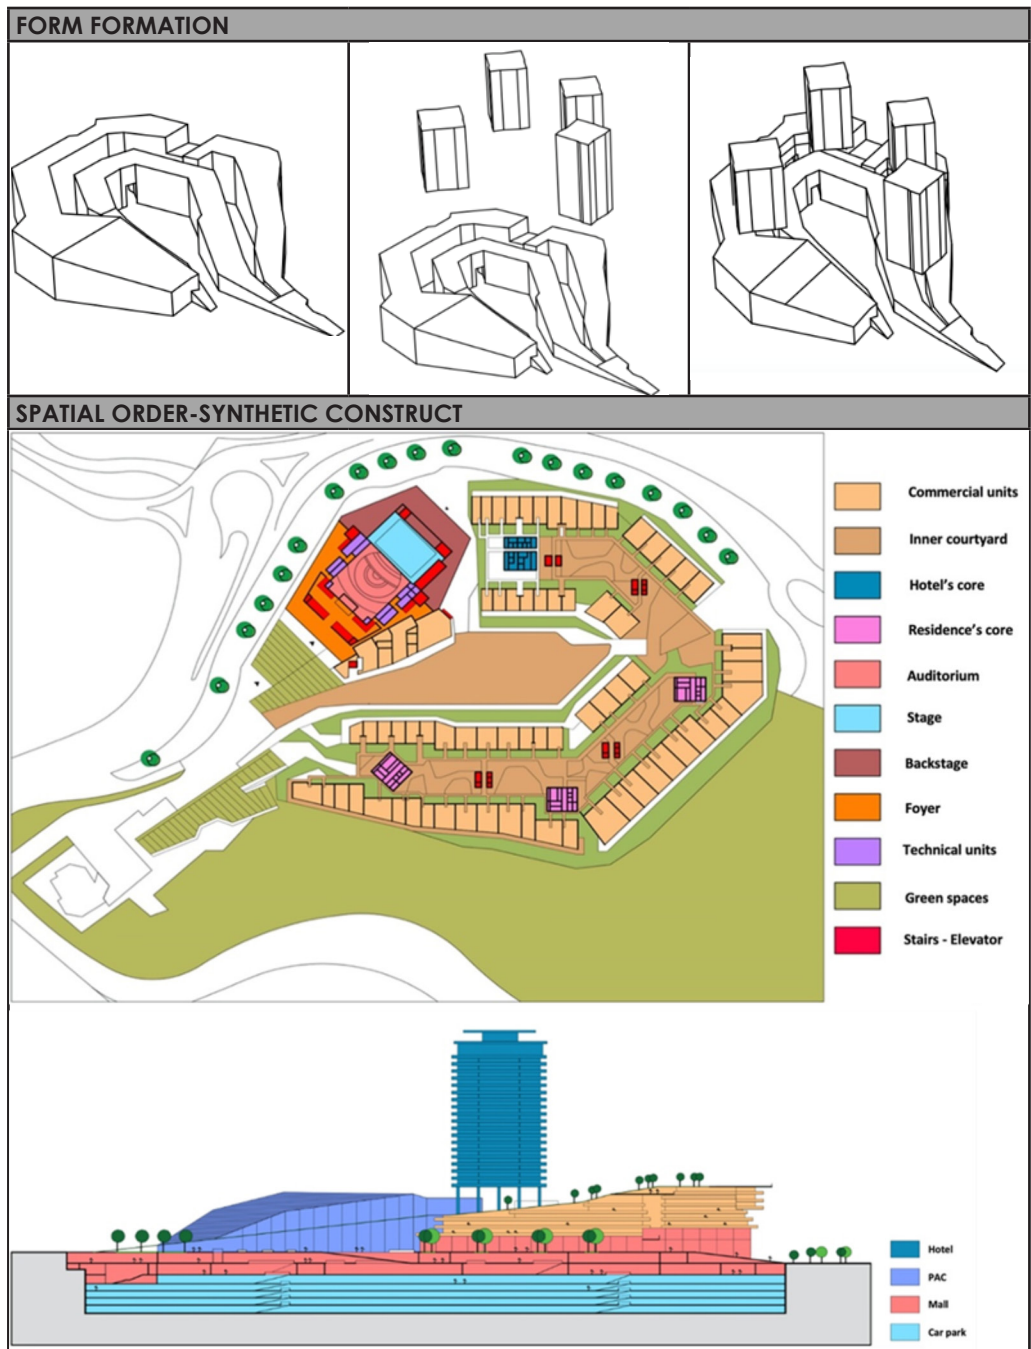 FORM FORMATION
SPATIAL ORDER-SYNTHETIC CONSTRUCT
Commercial units
Inner courtyard
Hotel's core
Residence's core
Auditorium
Stage
Backstage
Foyer
Technical units
Green spaces
Stairs - Elevator
Hotel
PAC
Mall
Car park